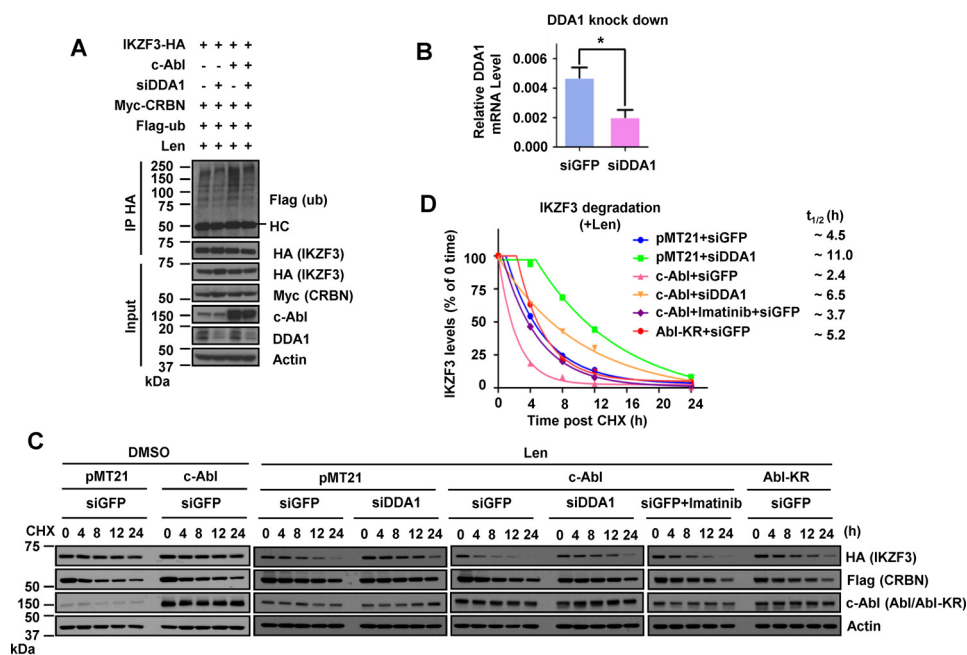 A
IKZF3-HA + + + +
c-Abl - - + +
siDDA1 - + - +
Myc-CRBN + + + +
Flag-ub + + + +
Len + + + +
IP HA
250
150
100
75
50
75
Flag (ub)
HC
HA (IKZF3)
Input
75
50
150
20
50
37
kDa
HA (IKZF3)
Myc (CRBN)
c-Abl
DDA1
Actin
B
DDA1 knock down
*
Relative DDA1
mRNA Level
0.006
0.004
0.002
0.000
siGFP siDDA1
D
IKZF3 degradation
(+Len)
t1/2 (h)
pMT21+siGFP ~ 4.5
pMT21+siDDA1 ~ 11.0
c-Abl+siGFP ~ 2.4
c-Abl+siDDA1 ~ 6.5
c-Abl+Imatinib+siGFP ~ 3.7
Abl-KR+siGFP ~ 5.2
IKZF3 levels (% of 0 time)
100
75
50
25
0
0 4 8 12 16 20 24
Time post CHX (h)
C
DMSO Len
pMT21 c-Abl pMT21 c-Abl Abl-KR
siGFP siGFP siGFP siDDA1 siGFP siDDA1 siGFP+Imatinib siGFP
CHX 0 4 8 12 24 0 4 8 12 24 0 4 8 12 24 0 4 8 12 24 0 4 8 12 24 0 4 8 12 24 0 4 8 12 24 0 4 8 12 24 (h)
75
HA (IKZF3)
50
Flag (CRBN)
150
c-Abl (Abl/Abl-KR)
50
37
Actin
kDa